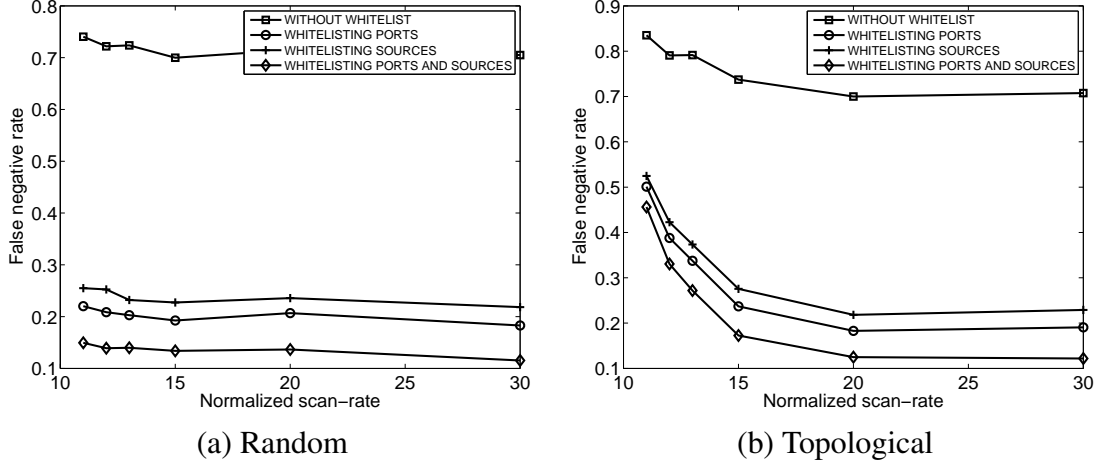 0.8
0.7
0.6
0.5
0.4
0.3
0.2
0.1
False negative rate
WITHOUT WHITELIST
WHITELISTING PORTS
WHITELISTING SOURCES
WHITELISTING PORTS AND SOURCES
10 15 20 25 30
Normalized scan−rate
(a) Random
0.9
0.8
0.7
0.6
0.5
0.4
0.3
0.2
0.1
False negative rate
WITHOUT WHITELIST
WHITELISTING PORTS
WHITELISTING SOURCES
WHITELISTING PORTS AND SOURCES
10 15 20 25 30
Normalized scan−rate
(b) Topological